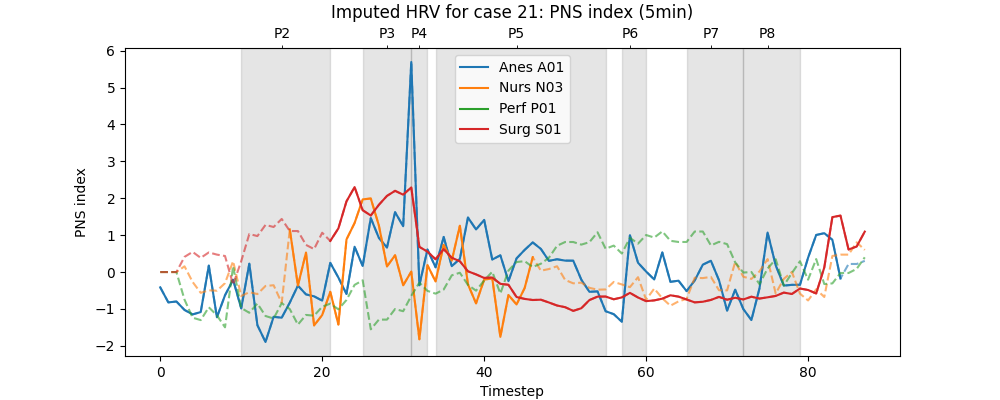 Imputed HRV for case 21: PNS index (5min)
P2 P3 P4 P5 P6 P7 P8
6
5
4
3
2
1
0
−1
−2
PNS index
Anes A01
Nurs N03
Perf P01
Surg S01
0 20 40 60 80
Timestep